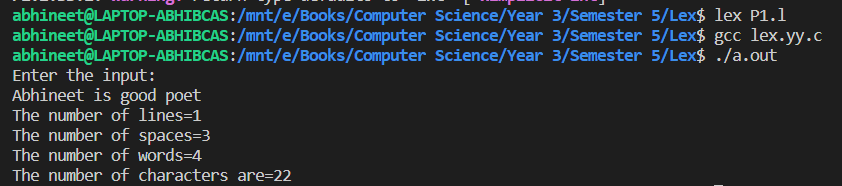 abhineet@LAPTOP-ABHIBCAS:/mnt/e/Books/Computer Science/Year 3/Semester 5/Lex$ lex P1.l
abhineet@LAPTOP-ABHIBCAS:/mnt/e/Books/Computer Science/Year 3/Semester 5/Lex$ gcc lex.yy.c
abhineet@LAPTOP-ABHIBCAS:/mnt/e/Books/Computer Science/Year 3/Semester 5/Lex$ ./a.out
Enter the input:
Abhineet is good poet
The number of lines=1
The number of spaces=3
The number of words=4
The number of characters are=22